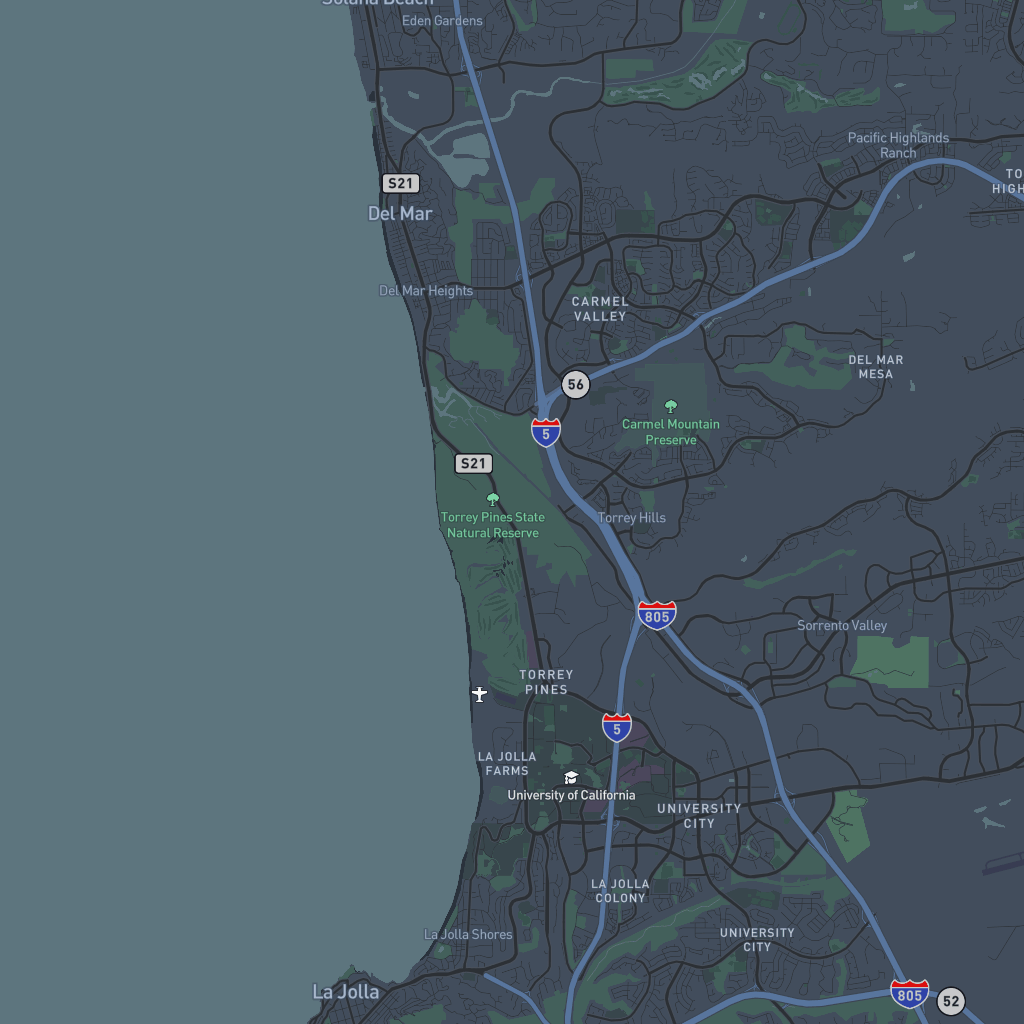 Solana Beach
Eden Gardens
Pacific Highlands
Ranch
TO
HIGH
S21
Del Mar
Del Mar Heights
CARMEL
VALLEY
DEL MAR
MESA
56
Carmel Mountain
Preserve
5
S21
Torrey Pines State
Natural Reserve
Torrey Hills
805
Sorrento Valley
TORREY
PINES
5
LA JOLLA
FARMS
University of California
UNIVERSITY
CITY
LA JOLLA
COLONY
La Jolla Shores
UNIVERSITY
CITY
La Jolla
805
52